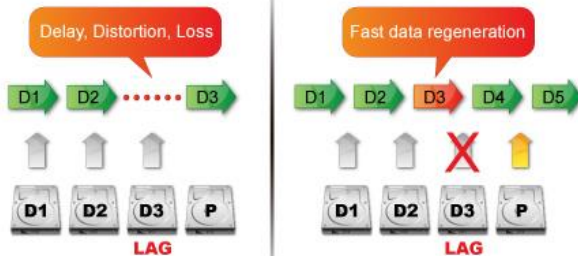 Delay, Distortion, Loss
D1 D2 D3
D1 D2 D3 P
LAG
Fast data regeneration
D1 D2 D3 D4 D5
D1 D2 D3 P
LAG